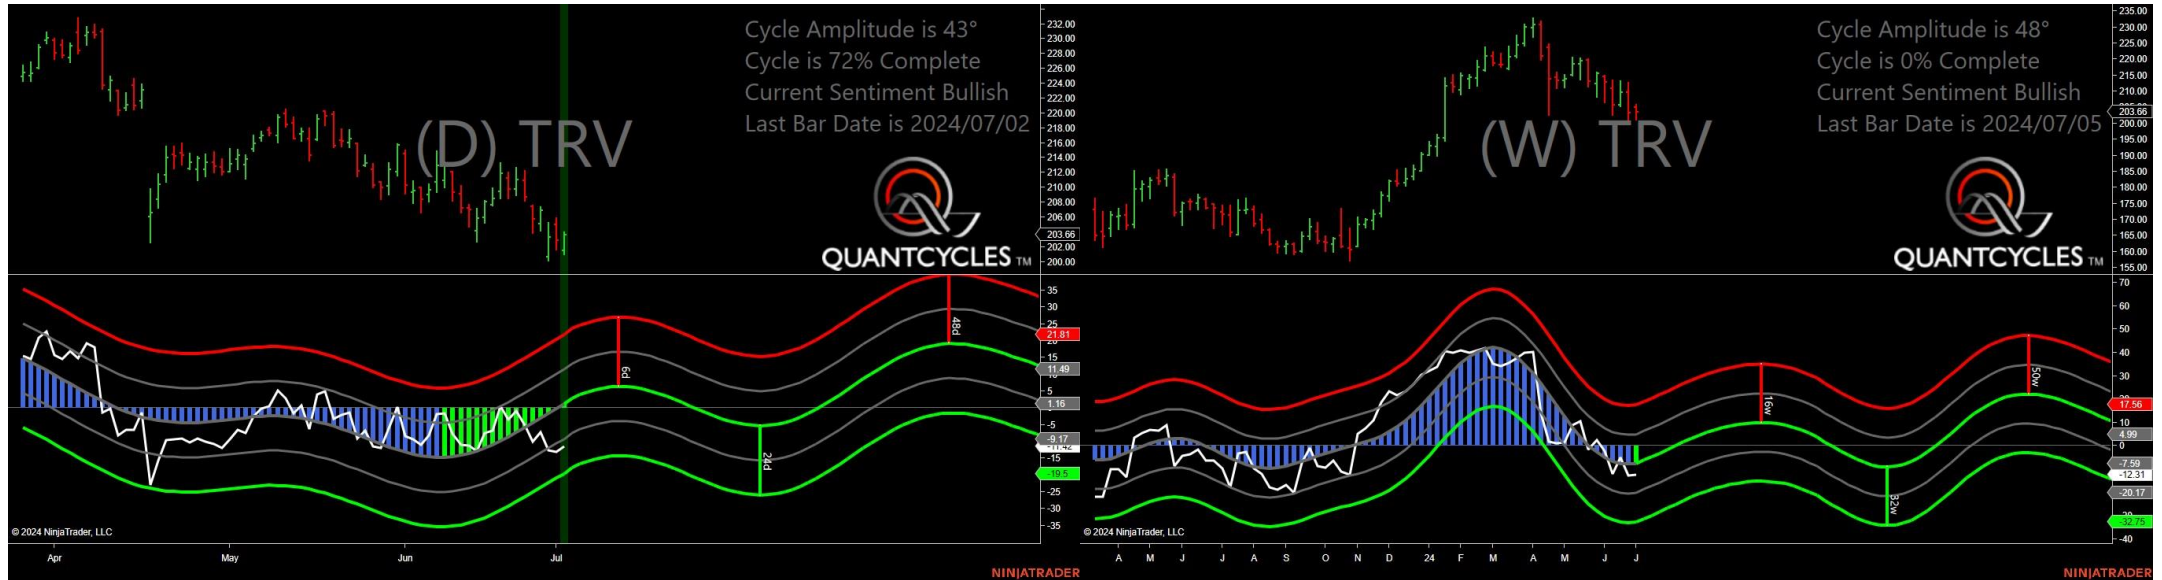 Cycle Amplitude is 43°
Cycle is 72% Complete
Current Sentiment Bullish
Last Bar Date is 2024/07/02
(D) TRV
QUANTCYCLES TM
232.00
230.00
228.00
226.00
224.00
222.00
220.00
218.00
216.00
214.00
212.00
210.00
208.00
206.00
203.66
202.00
200.00
35
30
25
21.81
15
11.49
5
1.16
-5
-9.17
-11.42
-15
-19.5
-25
-30
-35
6d
24d
48d
© 2024 NinjaTrader, LLC
Apr
May
Jun
Jul
NINJATRADER
Cycle Amplitude is 48°
Cycle is 0% Complete
Current Sentiment Bullish
Last Bar Date is 2024/07/05
(W) TRV
QUANTCYCLES TM
235.00
230.00
225.00
220.00
215.00
210.00
203.66
200.00
195.00
190.00
185.00
180.00
175.00
170.00
165.00
160.00
155.00
70
60
50
40
30
17.56
10
4.99
0
-7.59
-12.31
-20.17
-32.75
-40
16w
32w
50w
© 2024 NinjaTrader, LLC
A M J J A S O N D 24 F M A M J J
NINJATRADER